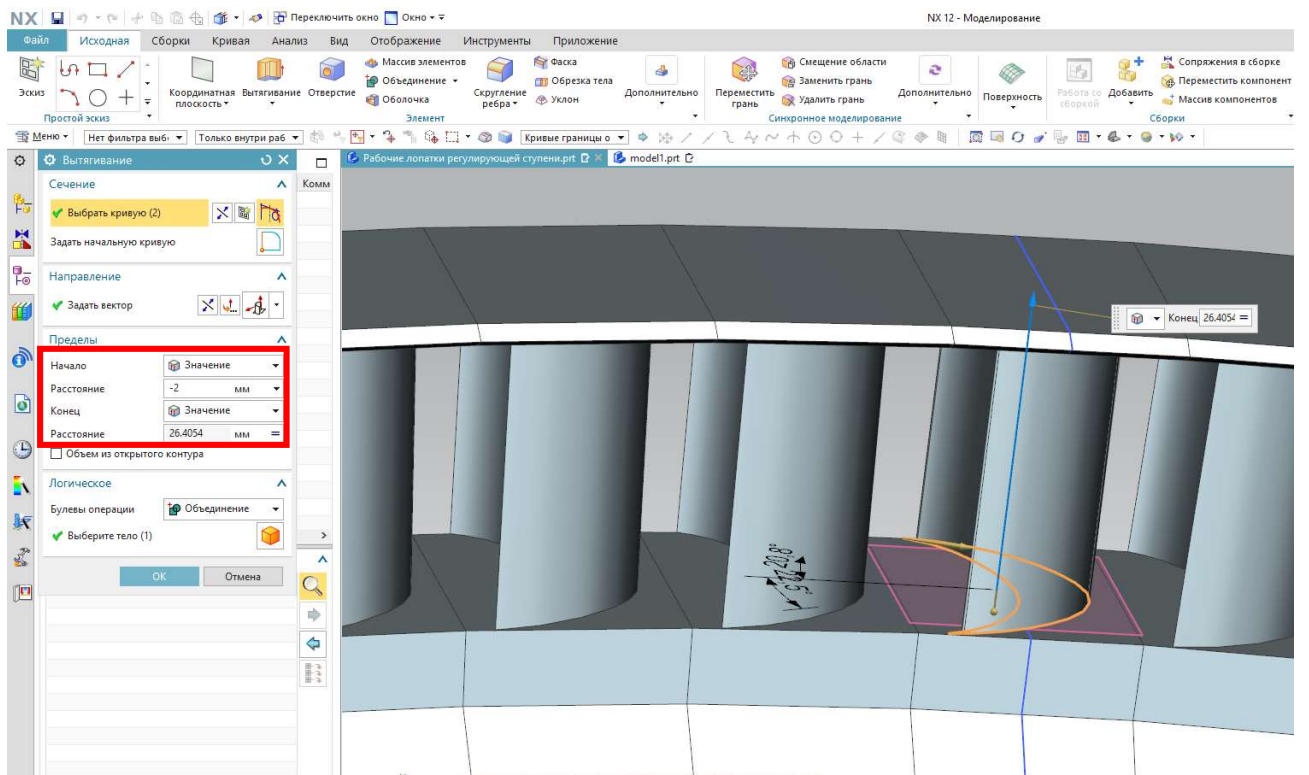 NX Переключить окно Окно NX 12 - Моделирование
Файл Исходная Сборки Кривая Анализ Вид Отображение Инструменты Приложение
Эскиз
Простой эскиз
Координатная плоскость
Вытягивание
Отверстие
Массив элементов
Объединение
Оболочка
Скругление ребра
Фаска
Обрезка тела
Уклон
Дополнительно
Элемент
Переместить грань
Смещение области
Заменить грань
Удалить грань
Дополнительно
Синхронное моделирование
Поверхность
Работа со сборкой
Добавить
Сопряжения в сборке
Переместить компонент
Массив компонентов
Сборки
Меню Нет фильтра выб Только внутри раб Кривые границы о
Вытягивание
Рабочие лопатки регулирующей ступени.prt model1.prt
Сечение
Комм
Выбрать кривую (2)
Задать начальную кривую
Направление
Задать вектор
Пределы
Начало Значение
Расстояние -2 мм
Конец Значение
Расстояние 26.4054 мм =
Объем из открытого контура
Логическое
Булевы операции Объединение
Выберите тело (1)
ОК Отмена
Конец 26.4054 =